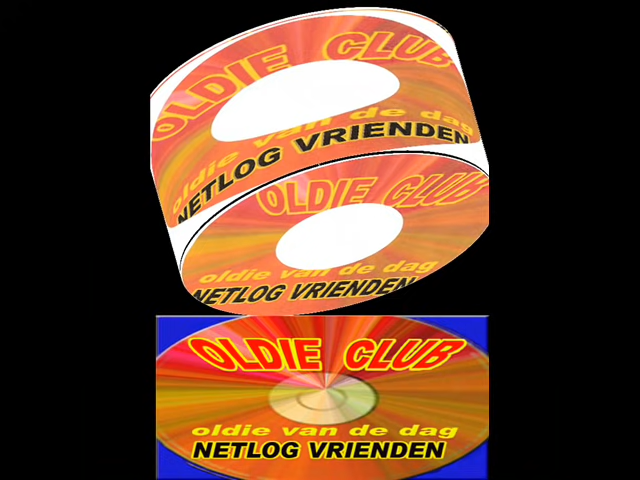 OLDIE CLUB
oldie van de dag
NETLOG VRIENDEN
OLDIE CLUB
oldie van de dag
NETLOG VRIENDEN
OLDIE CLUB
oldie van de dag
NETLOG VRIENDEN